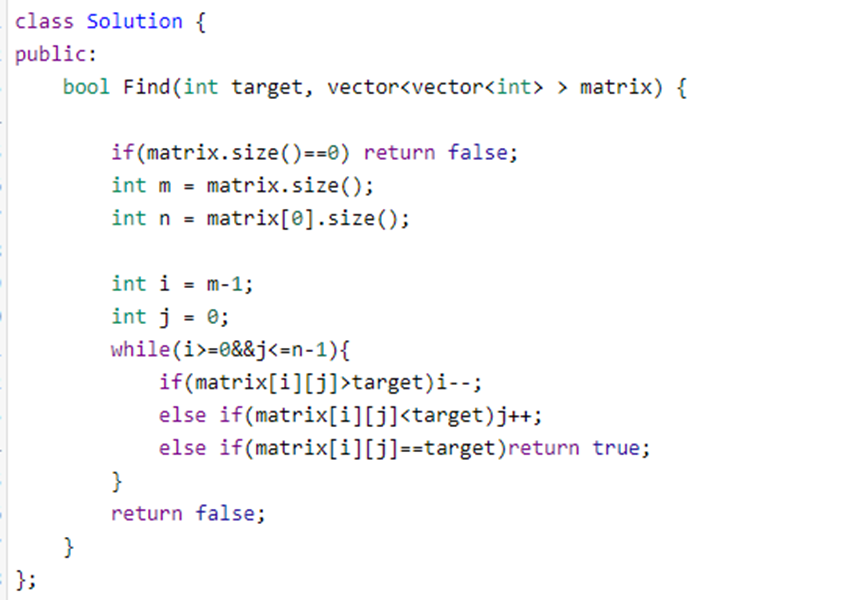 class Solution {
public:
    bool Find(int target, vector<vector<int> > matrix) {
        if(matrix.size()==0) return false;
        int m = matrix.size();
        int n = matrix[0].size();
        int i = m-1;
        int j = 0;
        while(i>=0&&j<=n-1){
            if(matrix[i][j]>target)i--;
            else if(matrix[i][j]<target)j++;
            else if(matrix[i][j]==target)return true;
        }
        return false;
    }
};